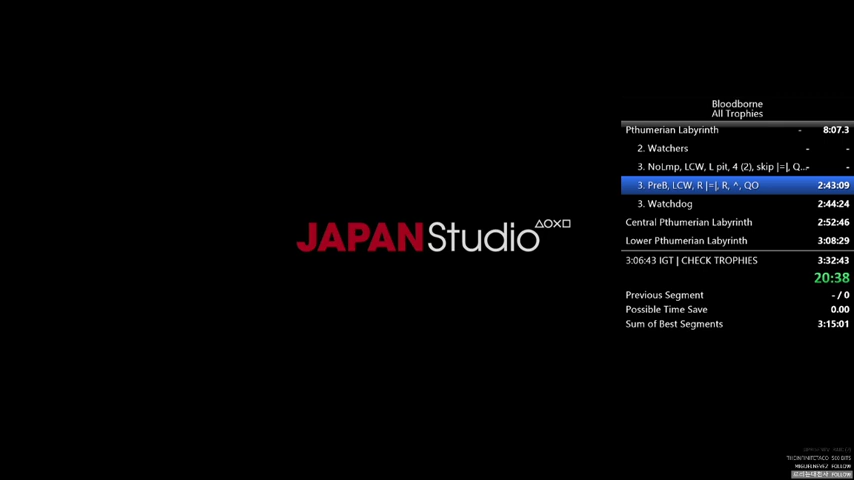 JAPANStudio
Bloodborne
All Trophies
Pthumerian Labyrinth - 8:07.3
2. Watchers - -
3. NoLmp, LCW, L pit, 4 (2), skip |=|, Q...- -
3. PreB, LCW, R |=|, R, ^, QO 2:43:09
3. Watchdog 2:44:24
Central Pthumerian Labyrinth 2:52:46
Lower Pthumerian Labyrinth 3:08:29
3:06:43 IGT | CHECK TROPHIES 3:32:43
20:38
Previous Segment - / 0
Possible Time Save 0.00
Sum of Best Segments 3:15:01
FOLLOW
FOLLOW